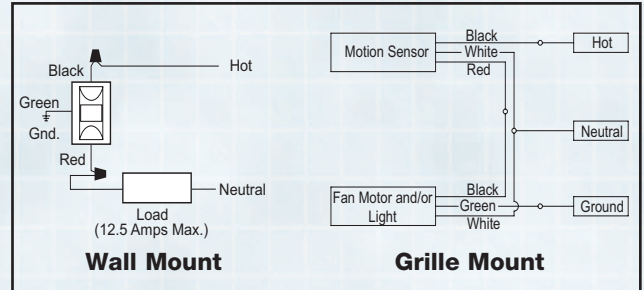 Black
Hot
Green
Gnd.
Red
Neutral
Load
(12.5 Amps Max.)
Wall Mount
Motion Sensor
Black
White
Red
Hot
Neutral
Fan Motor and/or
Light
Black
Green
White
Ground
Grille Mount